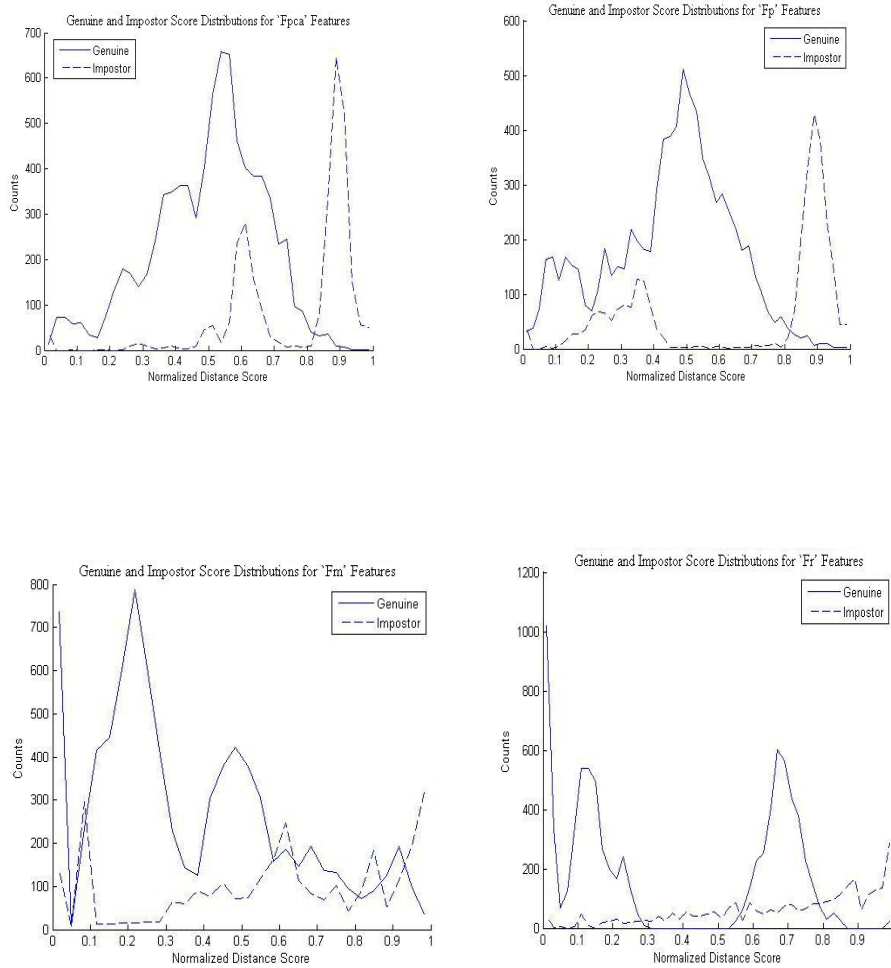 Genuine and Impostor Score Distributions for 'Fpca' Features
700
600
500
400
300
200
100
0
Counts
Genuine
Impostor
0 0.1 0.2 0.3 0.4 0.5 0.6 0.7 0.8 0.9 1
Normalized Distance Score
Genuine and Impostor Score Distributions for 'Fp' Features
600
500
400
300
200
100
0
Counts
Genuine
Impostor
0 0.1 0.2 0.3 0.4 0.5 0.6 0.7 0.8 0.9 1
Normalized Distance Score
Genuine and Impostor Score Distributions for 'Fm' Features
800
700
600
500
400
300
200
100
0
Counts
Genuine
Impostor
0 0.1 0.2 0.3 0.4 0.5 0.6 0.7 0.8 0.9 1
Normalized Distance Score
Genuine and Impostor Score Distributions for 'Fr' Features
1200
1000
800
600
400
200
0
Counts
Genuine
Impostor
0 0.1 0.2 0.3 0.4 0.5 0.6 0.7 0.8 0.9
Normalized Distance Score